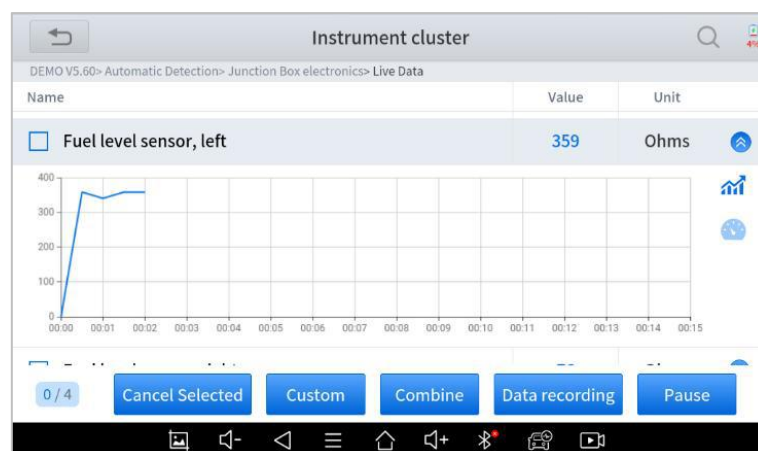 Instrument cluster
4%
DEMO V5.60> Automatic Detection> Junction Box electronics> Live Data
Name Value Unit
Fuel level sensor, left 359 Ohms
400
300
200
100
0
00:00 00:01 00:02 00:03 00:04 00:05 00:06 00:07 00:08 00:09 00:10 00:11 00:12 00:13 00:14 00:15
0 / 4 Cancel Selected Custom Combine Data recording Pause